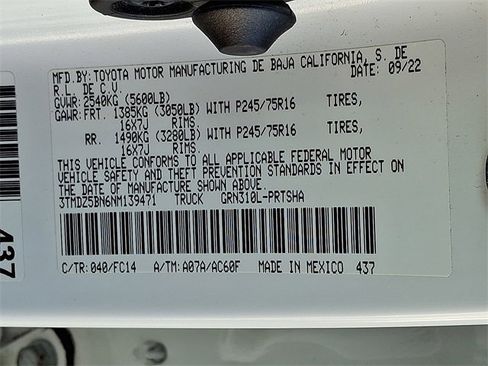 MFD.BY: TOYOTA MOTOR MANUFACTURING DE BAJA CALIFORNIA, S. DE
R.L. DE C.V. DATE: 09/22
GVWR: 2540KG (5600LB)
GAWR: FRT. 1385KG (3050LB) WITH P245/75R16 TIRES,
16X7J RIMS.
RR. 1490KG (3280LB) WITH P245/75R16 TIRES,
16X7J RIMS.
THIS VEHICLE CONFORMS TO ALL APPLICABLE FEDERAL MOTOR
VEHICLE SAFETY AND THEFT PREVENTION STANDARDS IN EFFECT ON
THE DATE OF MANUFACTURE SHOWN ABOVE.
3TMDZ5BN6NM139471 TRUCK GRN310L-PRTSHA
C/TR: 040/FC14 A/TM: A07A/AC60F MADE IN MEXICO 437
437